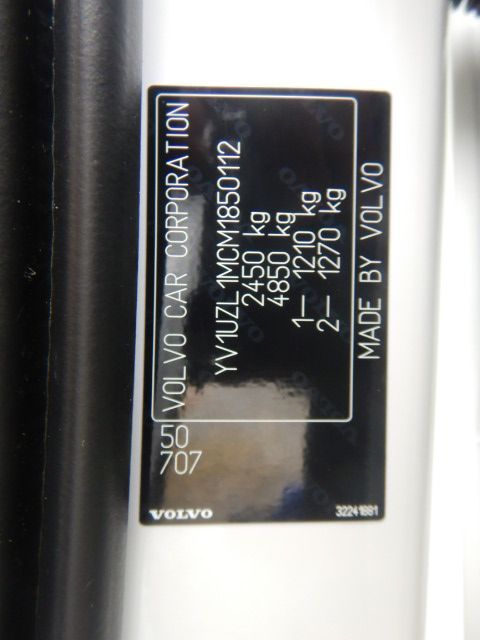 VOLVO CAR CORPORATION
YV1UZL1MCM1850112
2450 kg
4850 kg
1– 1210 kg
2– 1270 kg
MADE BY VOLVO
50
707
VOLVO
32241661